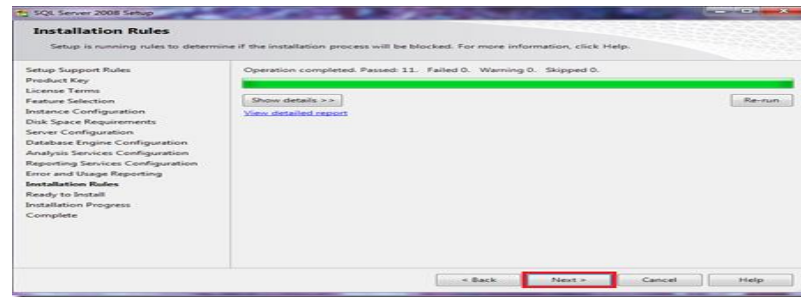 SQL Server 2008 Setup
Installation Rules
Setup is running rules to determine if the installation process will be blocked. For more information, click Help.
Setup Support Rules
Product Key
License Terms
Feature Selection
Instance Configuration
Disk Space Requirements
Server Configuration
Database Engine Configuration
Analysis Services Configuration
Reporting Services Configuration
Error and Usage Reporting
Installation Rules
Ready to Install
Installation Progress
Complete
Operation completed. Passed: 11. Failed 0. Warning 0. Skipped 0.
Show details >> Re-run
View detailed report
< Back Next > Cancel Help